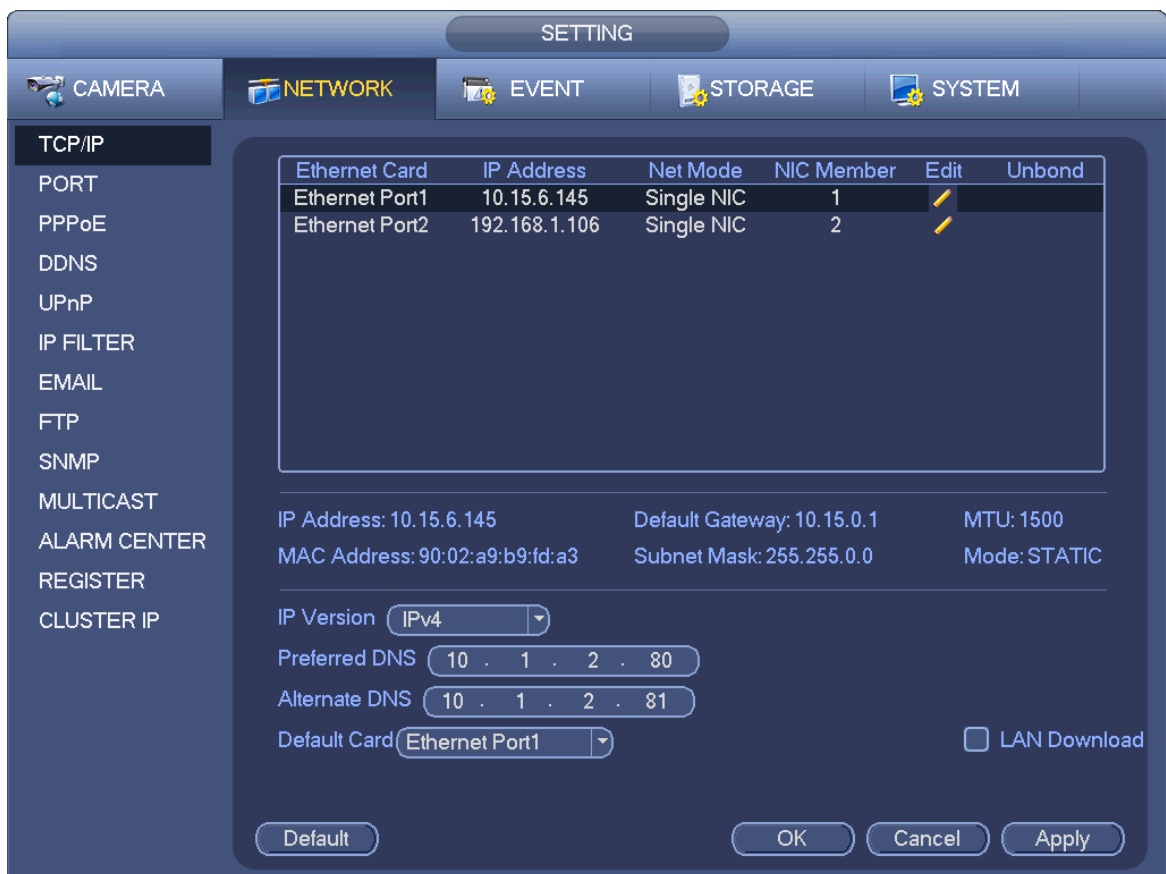 SETTING
CAMERA NETWORK EVENT STORAGE SYSTEM
TCP/IP
PORT
PPPoE
DDNS
UPnP
IP FILTER
EMAIL
FTP
SNMP
MULTICAST
ALARM CENTER
REGISTER
CLUSTER IP
Ethernet Card IP Address Net Mode NIC Member Edit Unbond
Ethernet Port1 10.15.6.145 Single NIC 1
Ethernet Port2 192.168.1.106 Single NIC 2
IP Address: 10.15.6.145 Default Gateway: 10.15.0.1 MTU: 1500
MAC Address: 90:02:a9:b9:fd:a3 Subnet Mask: 255.255.0.0 Mode: STATIC
IP Version IPv4
Preferred DNS 10 . 1 . 2 . 80
Alternate DNS 10 . 1 . 2 . 81
Default Card Ethernet Port1 LAN Download
Default OK Cancel Apply